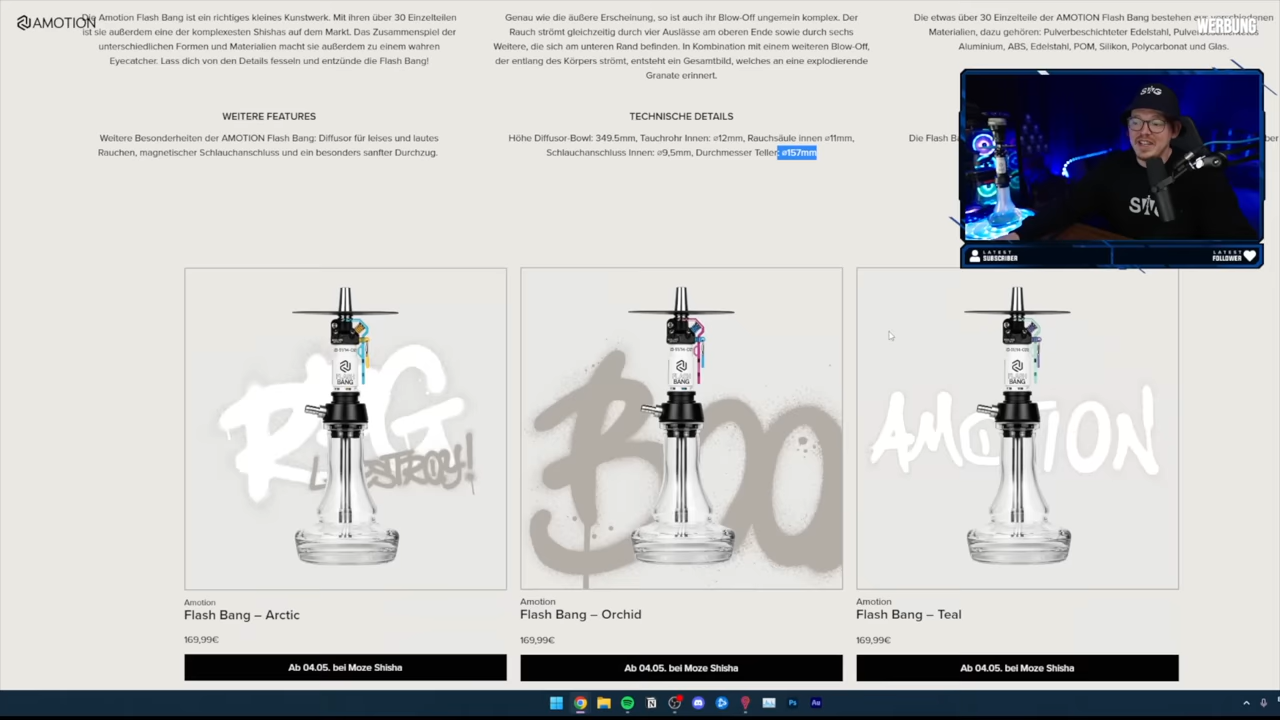 AMOTION
WERBUNG
Die Amotion Flash Bang ist ein richtiges kleines Kunstwerk. Mit ihren über 30 Einzelteilen
ist sie außerdem eine der komplexesten Shishas auf dem Markt. Das Zusammenspiel der
unterschiedlichen Formen und Materialien macht sie außerdem zu einem wahren
Eyecatcher. Lass dich von den Details fesseln und entzünde die Flash Bang!
Genau wie die äußere Erscheinung, so ist auch ihr Blow-Off ungemein komplex. Der
Rauch strömt gleichzeitig durch vier Auslässe am oberen Ende sowie durch sechs
Weitere, die sich am unteren Rand befinden. In Kombination mit einem weiteren Blow-Off,
der entlang des Körpers strömt, entsteht ein Gesamtbild, welches an eine explodierende
Granate erinnert.
Die etwas über 30 Einzelteile der AMOTION Flash Bang bestehen aus verschiedenen
Materialien, dazu gehören: Pulverbeschichteter Edelstahl,
Aluminium, ABS, Edelstahl, POM, Silikon, Polycarbonat und Glas.
WEITERE FEATURES
Weitere Besonderheiten der AMOTION Flash Bang: Diffusor für leises und lautes
Rauchen, magnetischer Schlauchanschluss und ein besonders sanfter Durchzug.
TECHNISCHE DETAILS
Höhe Diffusor-Bowl: 349.5mm, Tauchrohr Innen: ⌀12mm, Rauchsäule innen ⌀11mm,
Schlauchanschluss Innen: ⌀9,5mm, Durchmesser Teller: ⌀157mm
Die Flash
LATEST
SUBSCRIBER
LATEST
FOLLOWER
FLASH
BANG
FLASH
BANG
FLASH
BANG
BOO
AMOTION
Amotion
Flash Bang – Arctic
169,99€
Ab 04.05. bei Moze Shisha
Amotion
Flash Bang – Orchid
169,99€
Ab 04.05. bei Moze Shisha
Amotion
Flash Bang – Teal
169,99€
Ab 04.05. bei Moze Shisha
Ps
Ae